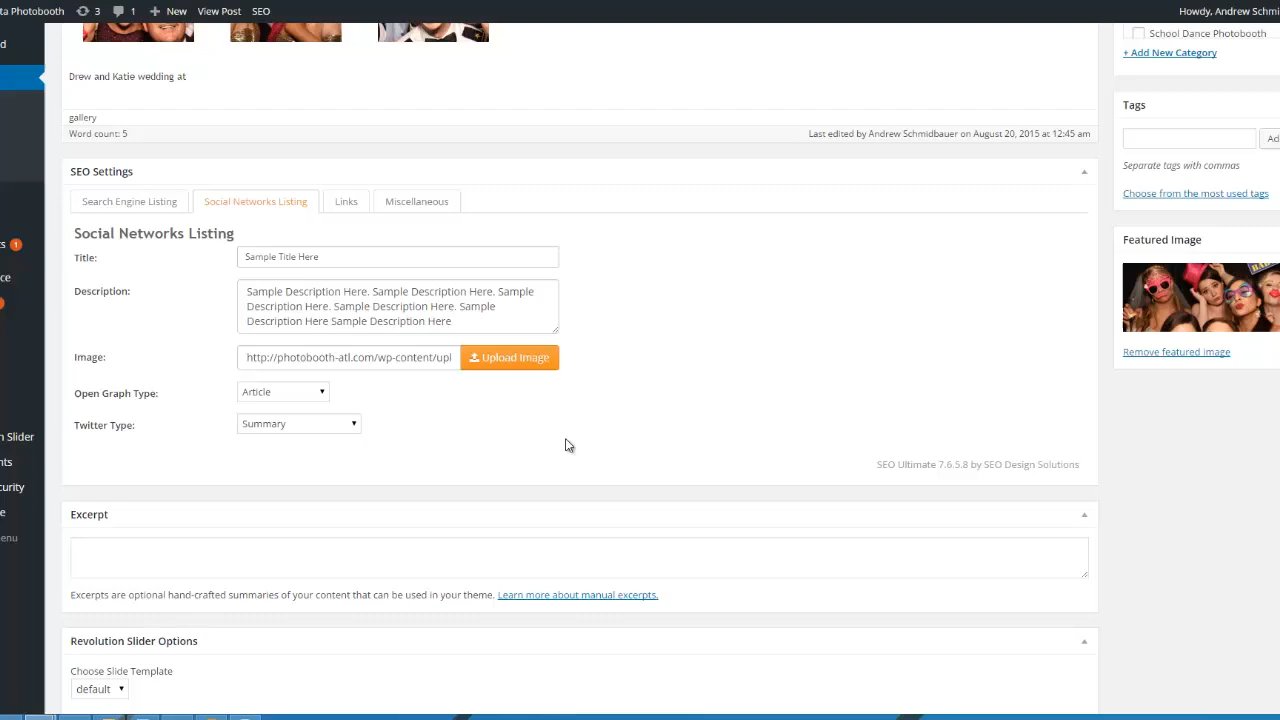 ta Photobooth 3 1 New View Post SEO Howdy, Andrew Schmi
School Dance Photobooth
+ Add New Category
Drew and Katie wedding at
gallery
Word count: 5 Last edited by Andrew Schmidbauer on August 20, 2015 at 12:45 am
Tags
Ad
Separate tags with commas
Choose from the most used tags
SEO Settings
Search Engine Listing Social Networks Listing Links Miscellaneous
Social Networks Listing
Title: Sample Title Here
Description: Sample Description Here. Sample Description Here. Sample
Description Here. Sample Description Here. Sample
Description Here Sample Description Here
Image: http://photobooth-atl.com/wp-content/upl Upload Image
Open Graph Type: Article
Twitter Type: Summary
SEO Ultimate 7.6.5.8 by SEO Design Solutions
Featured Image
Remove featured image
Excerpt
Excerpts are optional hand-crafted summaries of your content that can be used in your theme. Learn more about manual excerpts.
Revolution Slider Options
Choose Slide Template
default
d
ts 1
ce
n Slider
nts
curity
e
enu